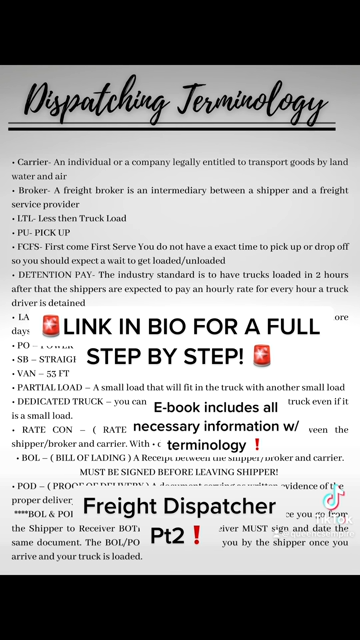 Dispatching Terminology
• Carrier- An individual or a company legally entitled to transport goods by land
water and air
• Broker- A freight broker is an intermediary between a shipper and a freight
service provider
• LTL- Less then Truck Load
• PU- PICK UP
• FCFS- First come First Serve You do not have a exact time to pick up or drop off
so you should expect a wait to get loaded/unloaded
• DETENTION PAY- The industry standard is to have trucks loaded in 2 hours
after that the shippers are expected to pay an hourly rate for every hour a truck
driver is detained
• LA ore
🚨LINK IN BIO FOR A FULL
days
• PO –
STEP BY STEP! 🚨
• SB – STRAIG
• VAN – 53 FT
• PARTIAL LOAD – A small load that will fit in the truck with another small load
• DEDICATED TRUCK – you can truck even if it
is a small load.
E-book includes all
necessary information w/
terminology❗
• RATE CON – ( RATE ween the
shipper/broker and carrier. With
• BOL – ( BILL OF LADING ) A Receipt between the shipper/broker and carrier.
MUST BE SIGNED BEFORE LEAVING SHIPPER!
• POD – ( PROOF OF DELIVERY ) A document serving as written evidence of the
proper deliver
Freight Dispatcher
Pt2❗
****BOL & POI ce you go from
the Shipper to Receiver BOT iver MUST sign and date the
same document. The BOL/PO you by the shipper once you
arrive and your truck is loaded.